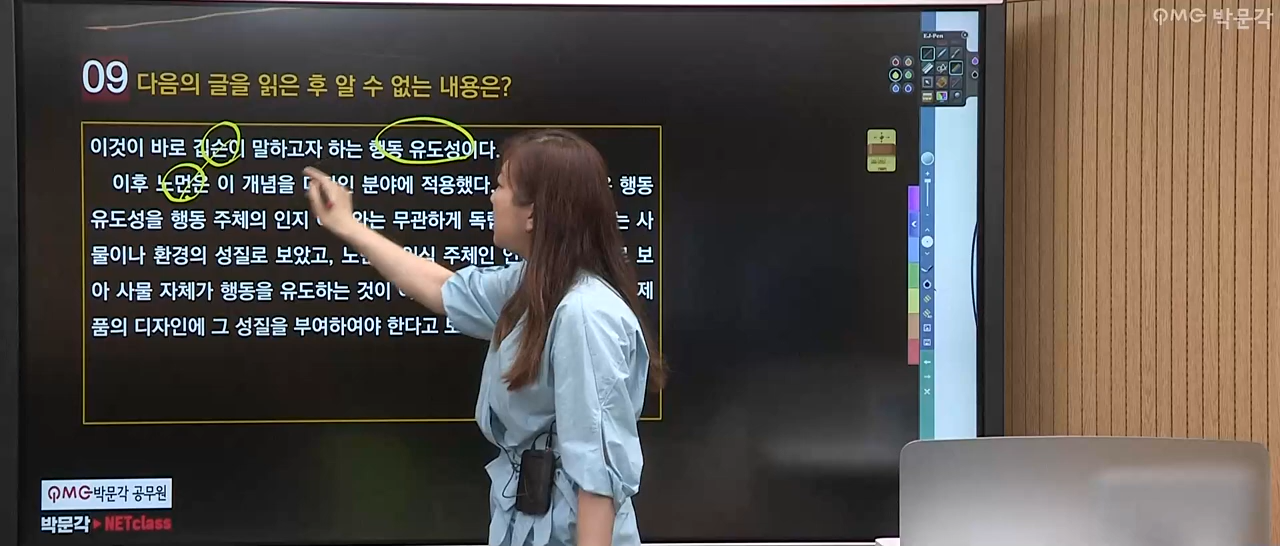 QMG 박문각
EJ-Pen
09 다음의 글을 읽은 후 알 수 없는 내용은?
이것이 바로 깁슨이 말하고자 하는 행동 유도성이다.
이후 노먼은 이 개념을 분야에 적용했다. 행동
유도성을 행동 주체의 인지 무관하게 사
물이나 환경의 성질로 보았고, 주체인 보
아 사물 자체가 행동을 유도하는 것이 제
품의 디자인에 그 성질을 부여하여야 한다고
QMG박문각 공무원
박문각 NETclass